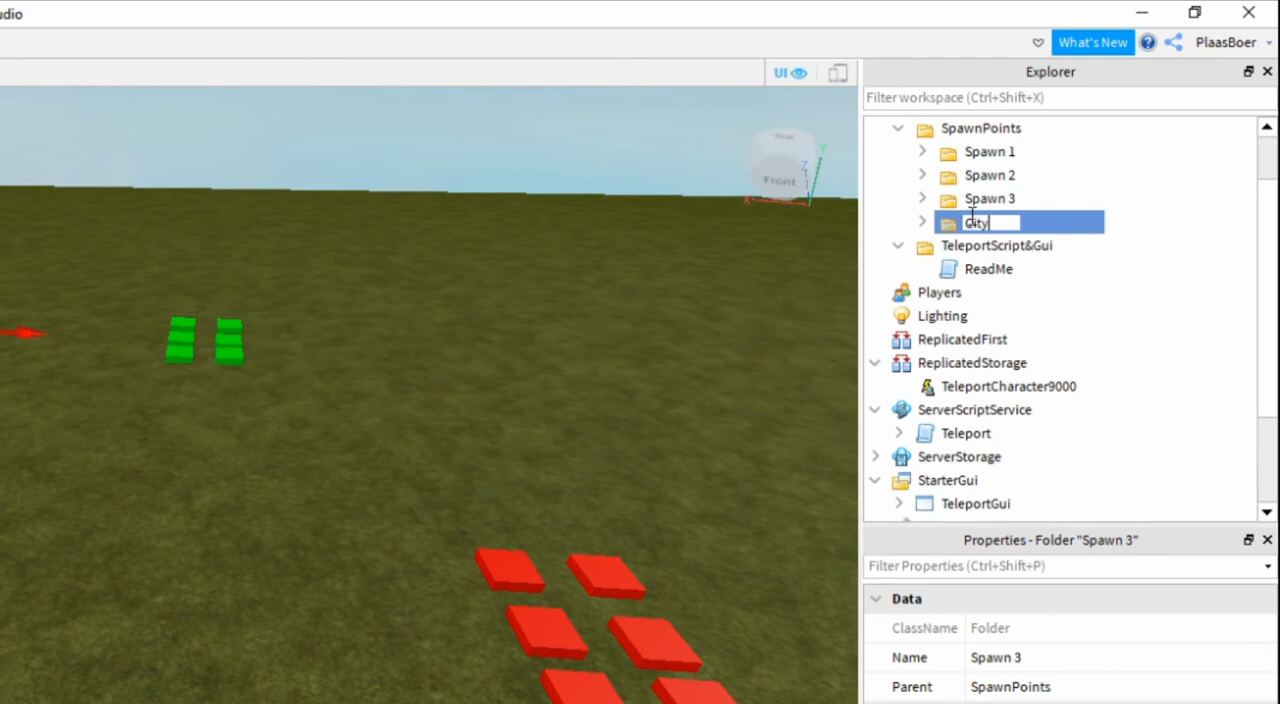 udio
What's New
PlaasBoer
UI
Explorer
Filter workspace (Ctrl+Shift+X)
SpawnPoints
Spawn 1
Spawn 2
Spawn 3
City
TeleportScript&Gui
ReadMe
Players
Lighting
ReplicatedFirst
ReplicatedStorage
TeleportCharacter9000
ServerScriptService
Teleport
ServerStorage
StarterGui
TeleportGui
Front
Y
Z
X
Properties - Folder "Spawn 3"
Filter Properties (Ctrl+Shift+P)
Data
ClassName Folder
Name Spawn 3
Parent SpawnPoints